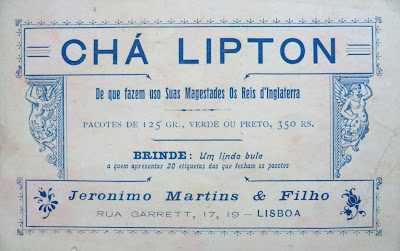 CHÁ LIPTON
De que fazem uso Suas Magestades Os Reis d'Inglaterra
PACOTES DE 125 GR., VERDE OU PRETO, 350 RS.
BRINDE: Um lindo bule
a quem apresentar 20 etiquetas das que fecham os pacotes
Jeronimo Martins & Filho
RUA GARRETT, 17, 19 — LISBOA